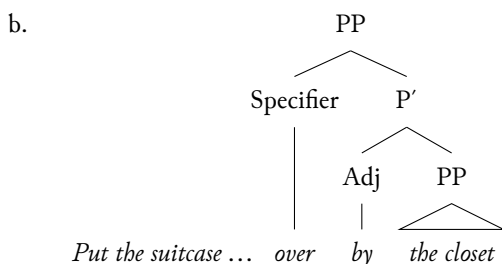 b. PP
Specifier P′
Adj PP
Put the suitcase … over by the closet